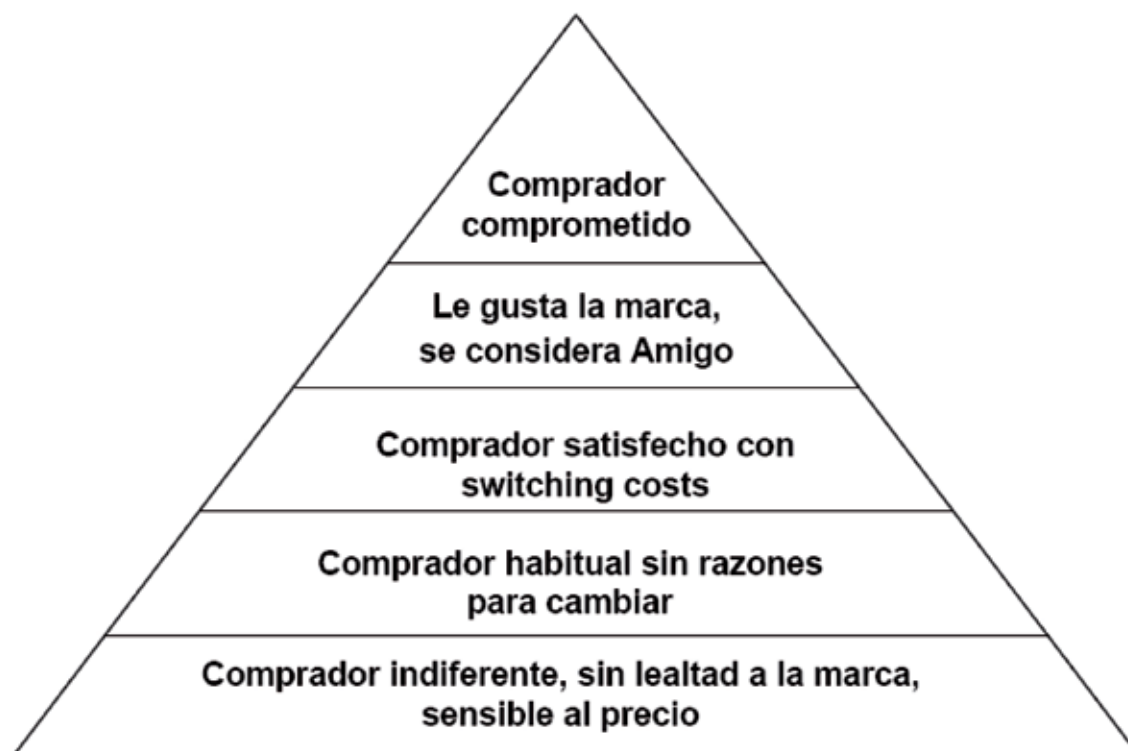 Comprador
comprometido
Le gusta la marca,
se considera Amigo
Comprador satisfecho con
switching costs
Comprador habitual sin razones
para cambiar
Comprador indiferente, sin lealtad a la marca,
sensible al precio